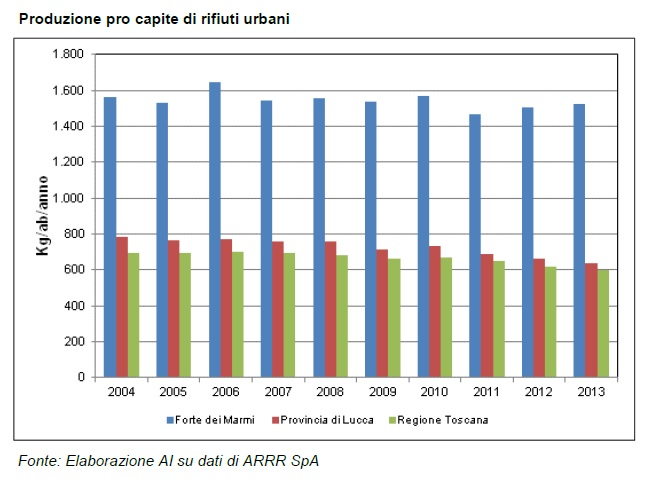 Produzione pro capite di rifiuti urbani
1.800
1.600
1.400
1.200
1.000
800
600
400
200
0
Kg/ab/anno
2004 2005 2006 2007 2008 2009 2010 2011 2012 2013
Forte dei Marmi Provincia di Lucca Regione Toscana
Fonte: Elaborazione AI su dati di ARRR SpA